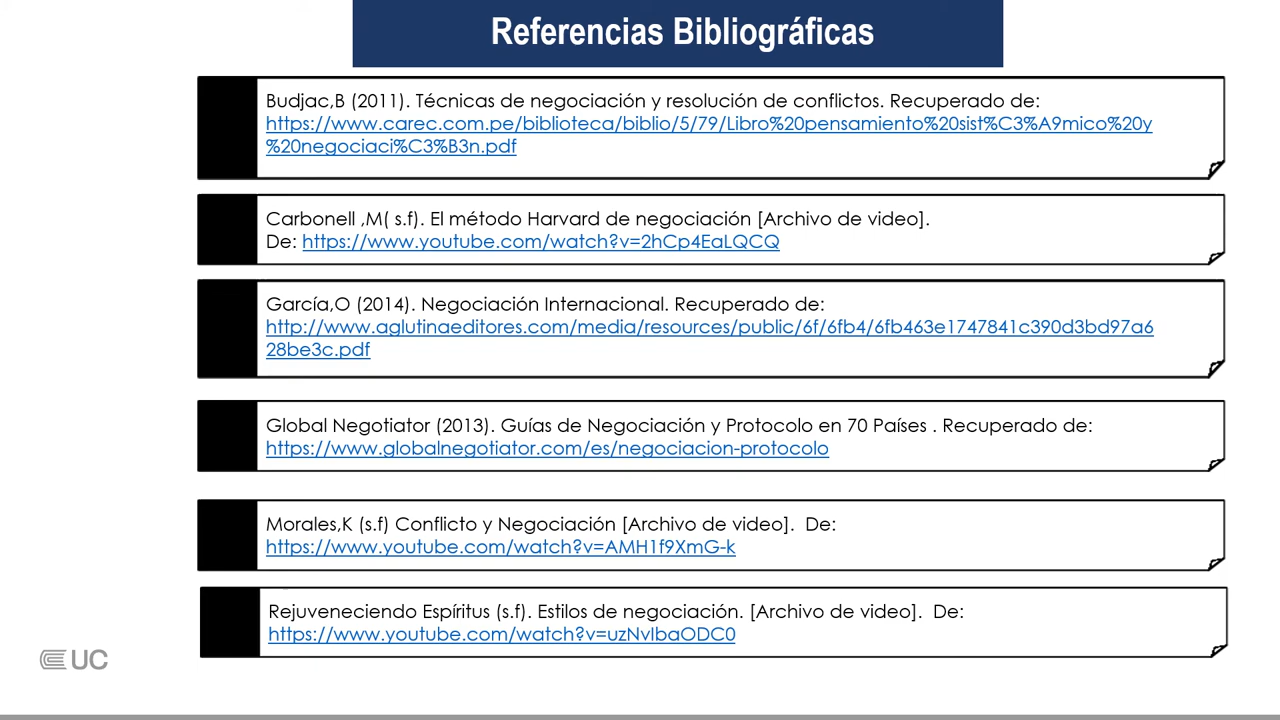 Referencias Bibliográficas
Budjac,B (2011). Técnicas de negociación y resolución de conflictos. Recuperado de:
https://www.carec.com.pe/biblioteca/biblio/5/79/Libro%20pensamiento%20sist%C3%A9mico%20y
%20negociaci%C3%B3n.pdf
Carbonell ,M( s.f). El método Harvard de negociación [Archivo de video].
De: https://www.youtube.com/watch?v=2hCp4EaLQCQ
García,O (2014). Negociación Internacional. Recuperado de:
http://www.aglutinaeditores.com/media/resources/public/6f/6fb4/6fb463e1747841c390d3bd97a6
28be3c.pdf
Global Negotiator (2013). Guías de Negociación y Protocolo en 70 Países . Recuperado de:
https://www.globalnegotiator.com/es/negociacion-protocolo
Morales,K (s.f) Conflicto y Negociación [Archivo de video].  De:
https://www.youtube.com/watch?v=AMH1f9XmG-k
Rejuveneciendo Espíritus (s.f). Estilos de negociación. [Archivo de video].  De:
https://www.youtube.com/watch?v=uzNvIbaODC0
UC